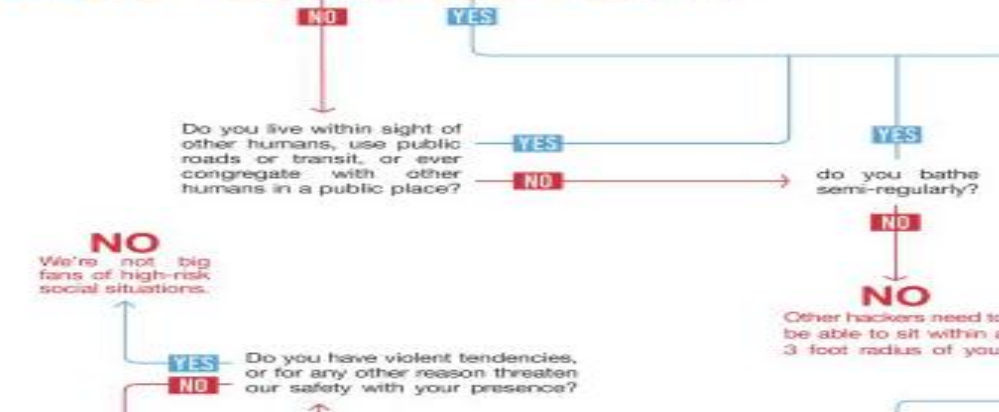 NO
YES
Do you live within sight of
other humans, use public
roads or transit, or ever
congregate with other
humans in a public place?
YES
NO
YES
do you bathe
semi-regularly?
NO
NO
We're not big
fans of high-risk
social situations.
NO
Other hackers need to
be able to sit within a
3 foot radius of you
YES
NO
Do you have violent tendencies,
or for any other reason threaten
our safety with your presence?